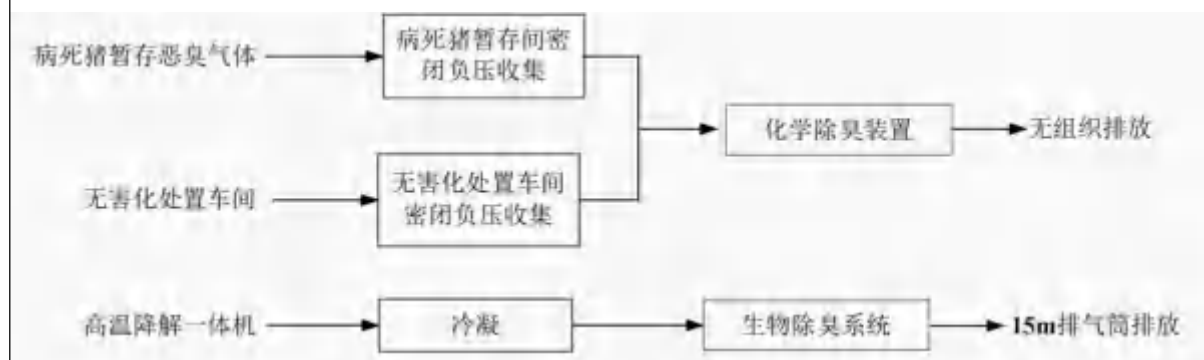 病死猪暂存恶臭气体
病死猪暂存间密
闭负压收集
化学除臭装置
无组织排放
无害化处置车间
无害化处置车间
密闭负压收集
高温降解一体机
冷凝
生物除臭系统
15m排气筒排放